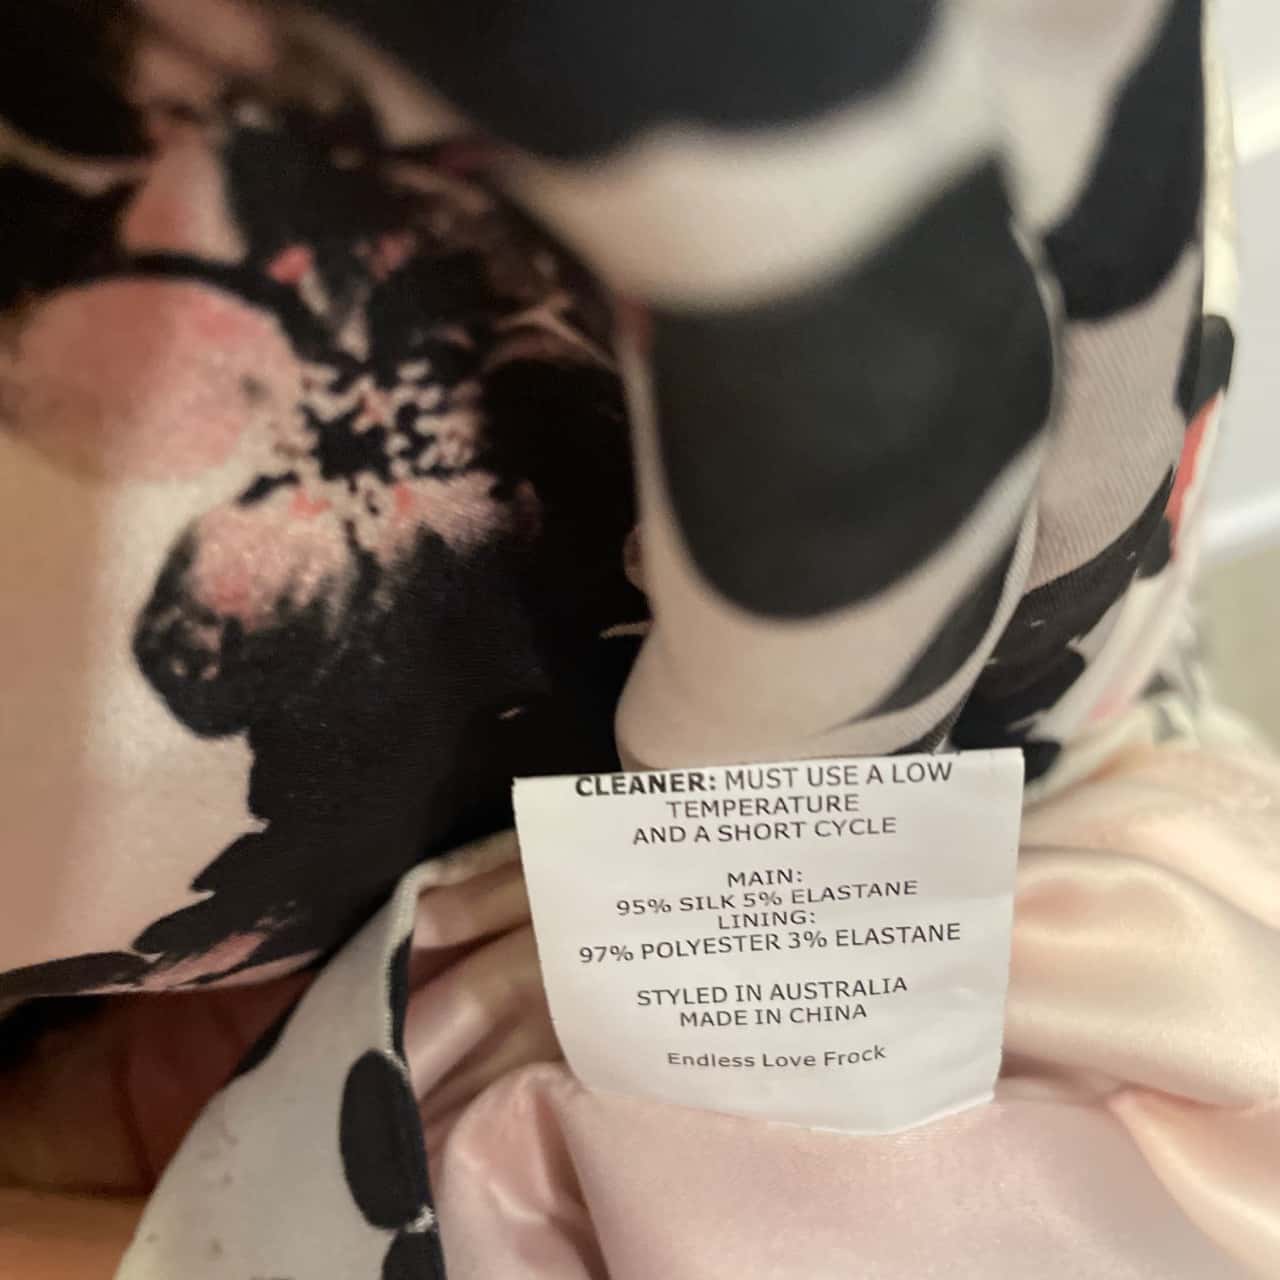 CLEANER: MUST USE A LOW
TEMPERATURE
AND A SHORT CYCLE
MAIN:
95% SILK 5% ELASTANE
LINING:
97% POLYESTER 3% ELASTANE
STYLED IN AUSTRALIA
MADE IN CHINA
Endless Love Frock